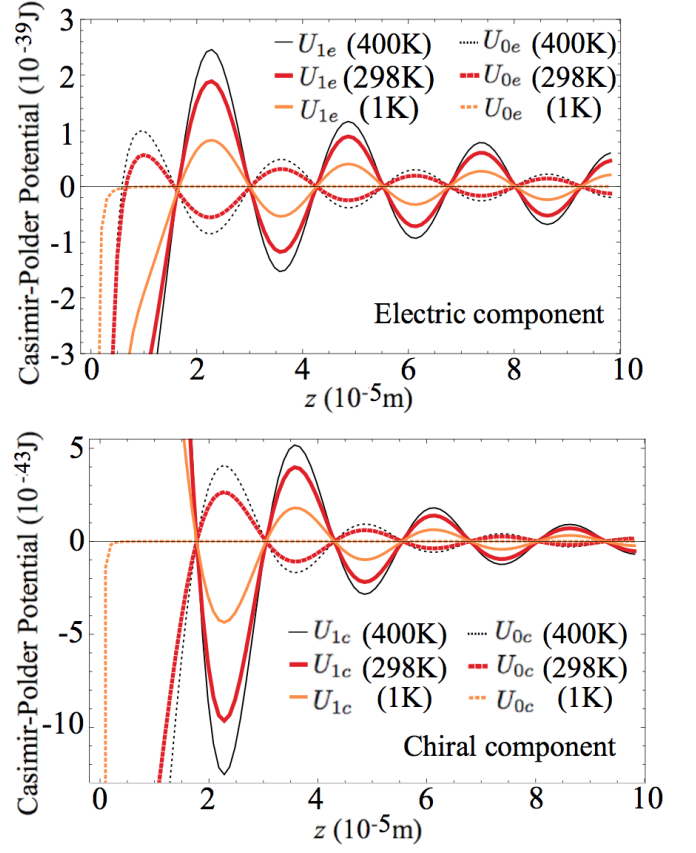 Casimir-Polder Potential (10⁻³⁹J)
3
2
1
0
-1
-2
-3
U₁ₑ (400K) U₀ₑ (400K)
U₁ₑ (298K) U₀ₑ (298K)
U₁ₑ (1K) U₀ₑ (1K)
Electric component
0 2 4 6 8 10
z (10⁻⁵m)
Casimir-Polder Potential (10⁻⁴³J)
5
0
-5
-10
U₁c (400K) U₀c (400K)
U₁c (298K) U₀c (298K)
U₁c (1K) U₀c (1K)
Chiral component
0 2 4 6 8 10
z (10⁻⁵m)